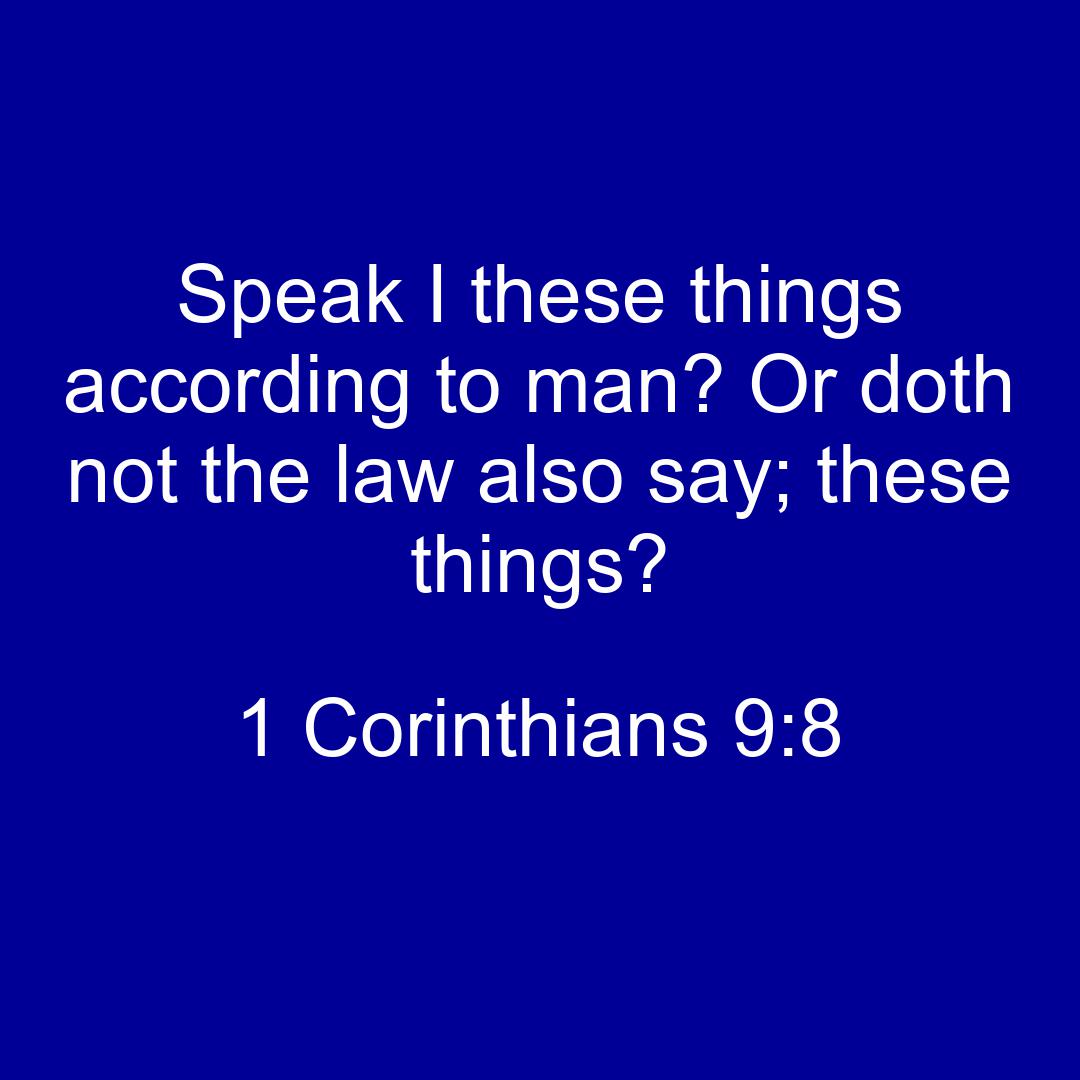 Speak I these things
according to man? Or doth
not the law also say; these
things?
1 Corinthians 9:8